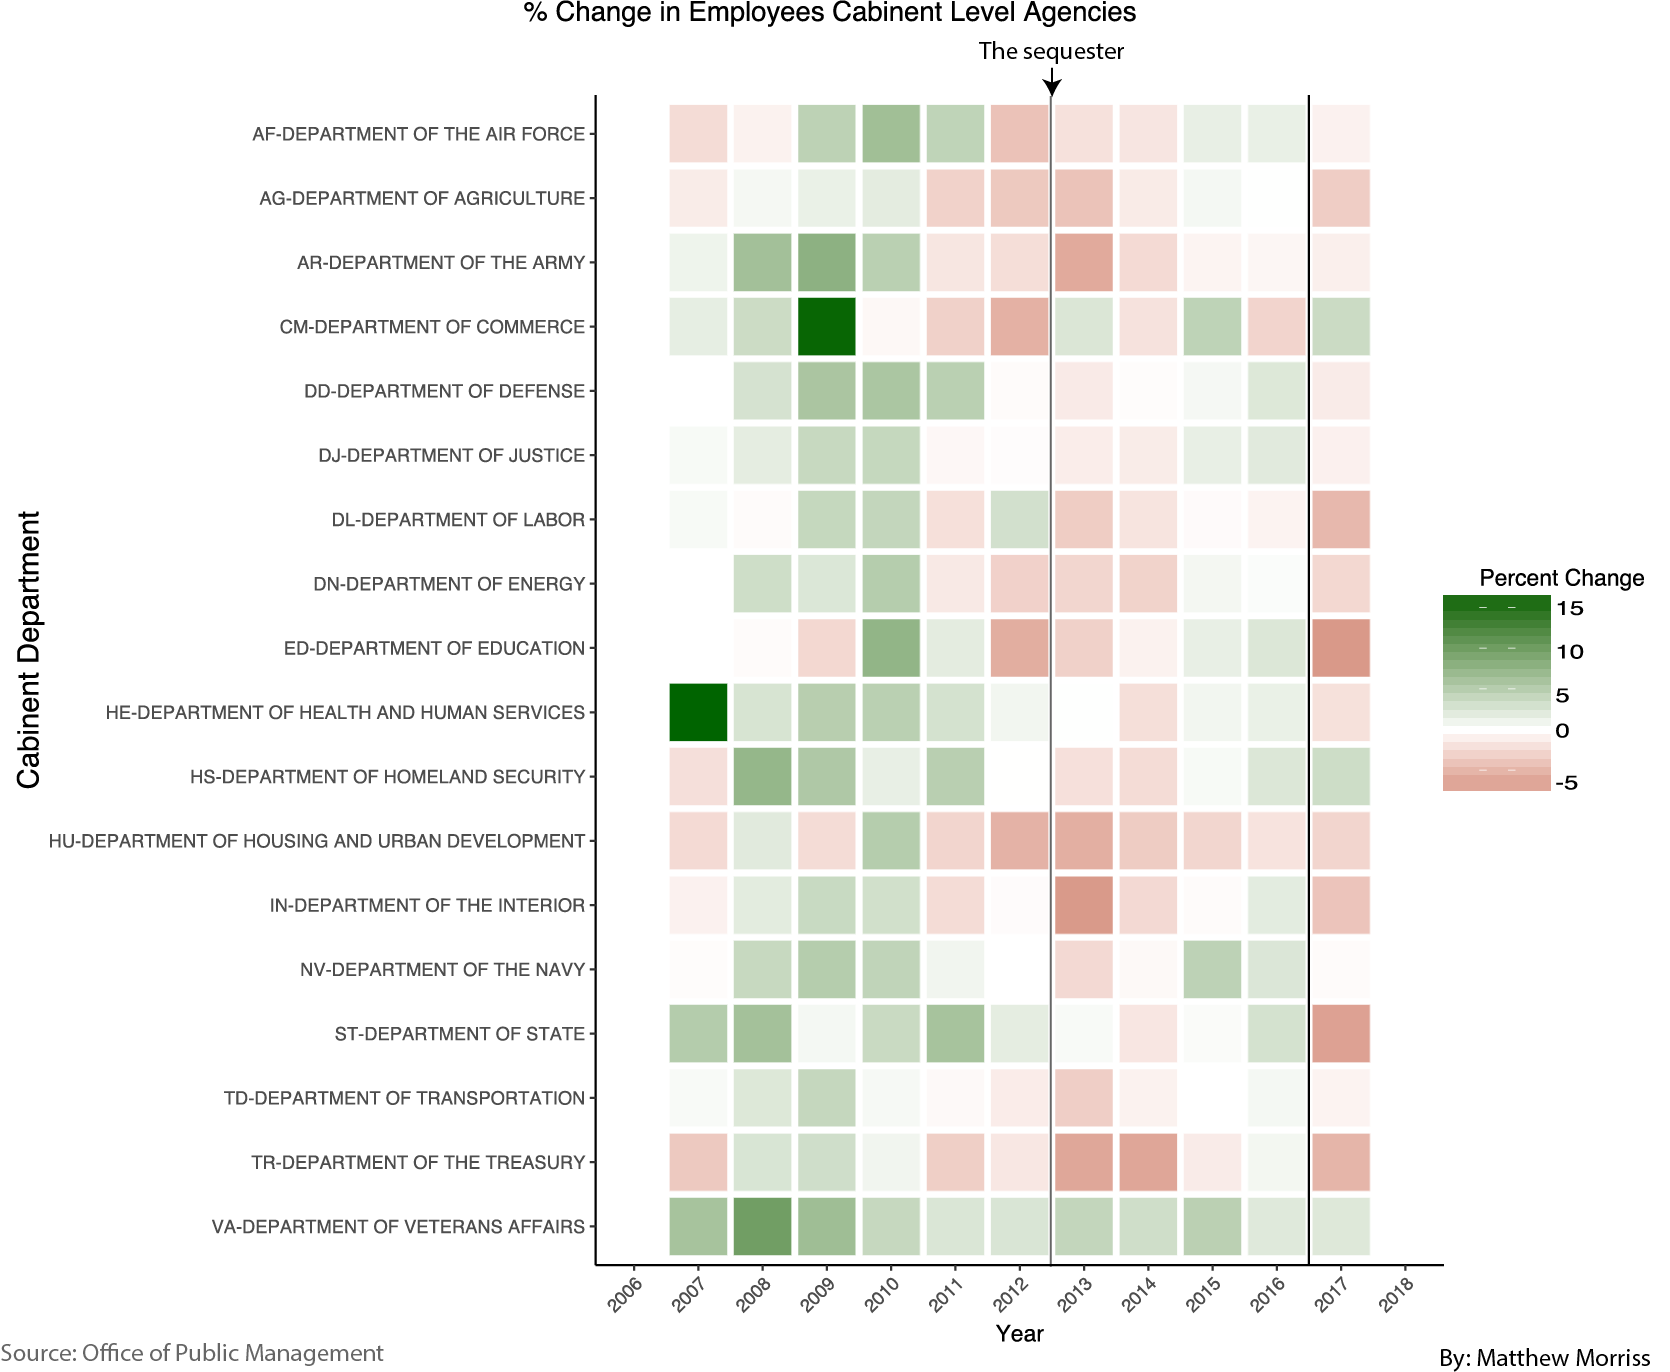 % Change in Employees Cabinent Level Agencies
The sequester
AF-DEPARTMENT OF THE AIR FORCE
AG-DEPARTMENT OF AGRICULTURE
AR-DEPARTMENT OF THE ARMY
CM-DEPARTMENT OF COMMERCE
DD-DEPARTMENT OF DEFENSE
DJ-DEPARTMENT OF JUSTICE
DL-DEPARTMENT OF LABOR
DN-DEPARTMENT OF ENERGY
ED-DEPARTMENT OF EDUCATION
HE-DEPARTMENT OF HEALTH AND HUMAN SERVICES
HS-DEPARTMENT OF HOMELAND SECURITY
HU-DEPARTMENT OF HOUSING AND URBAN DEVELOPMENT
IN-DEPARTMENT OF THE INTERIOR
NV-DEPARTMENT OF THE NAVY
ST-DEPARTMENT OF STATE
TD-DEPARTMENT OF TRANSPORTATION
TR-DEPARTMENT OF THE TREASURY
VA-DEPARTMENT OF VETERANS AFFAIRS
Cabinent Department
Percent Change
15
10
5
0
-5
2006 2007 2008 2009 2010 2011 2012 2013 2014 2015 2016 2017 2018
Year
Source: Office of Public Management
By: Matthew Morriss